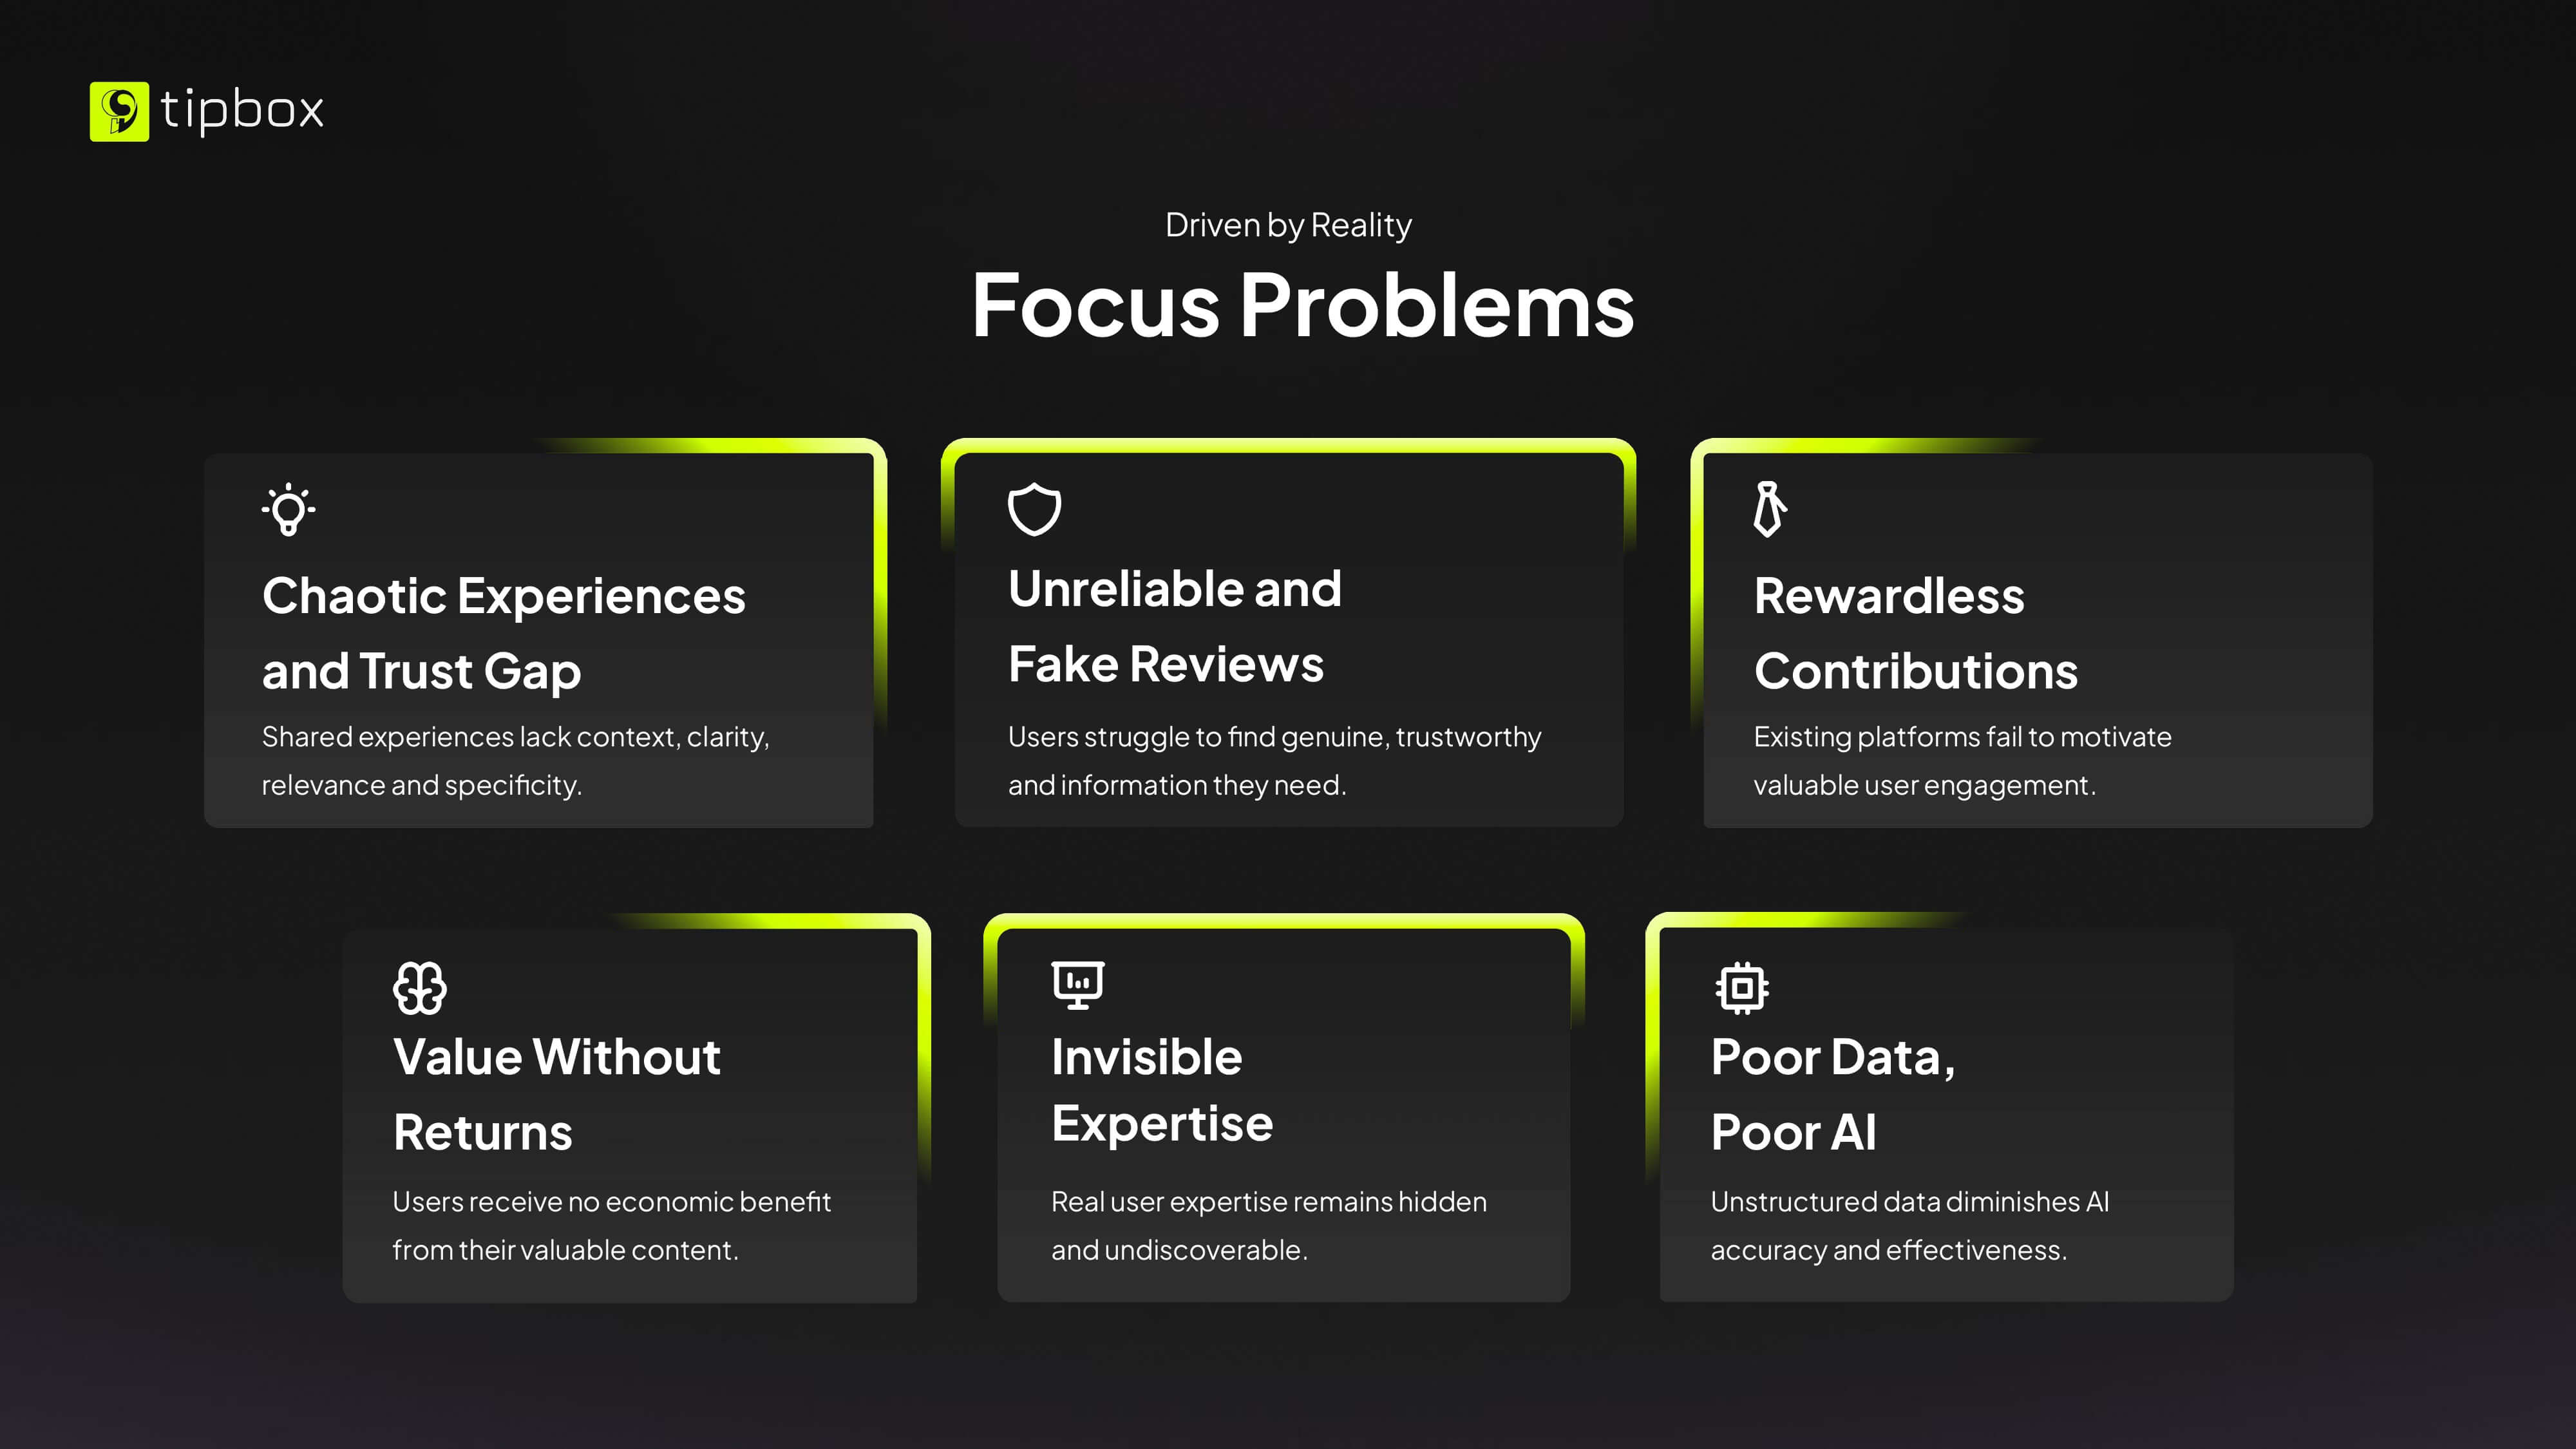 tipbox
Driven by Reality
Focus Problems
Chaotic Experiences
and Trust Gap
Shared experiences lack context, clarity,
relevance and specificity.
Unreliable and
Fake Reviews
Users struggle to find genuine, trustworthy
and information they need.
Rewardless
Contributions
Existing platforms fail to motivate
valuable user engagement.
Value Without
Returns
Users receive no economic benefit
from their valuable content.
Invisible
Expertise
Real user expertise remains hidden
and undiscoverable.
Poor Data,
Poor AI
Unstructured data diminishes AI
accuracy and effectiveness.